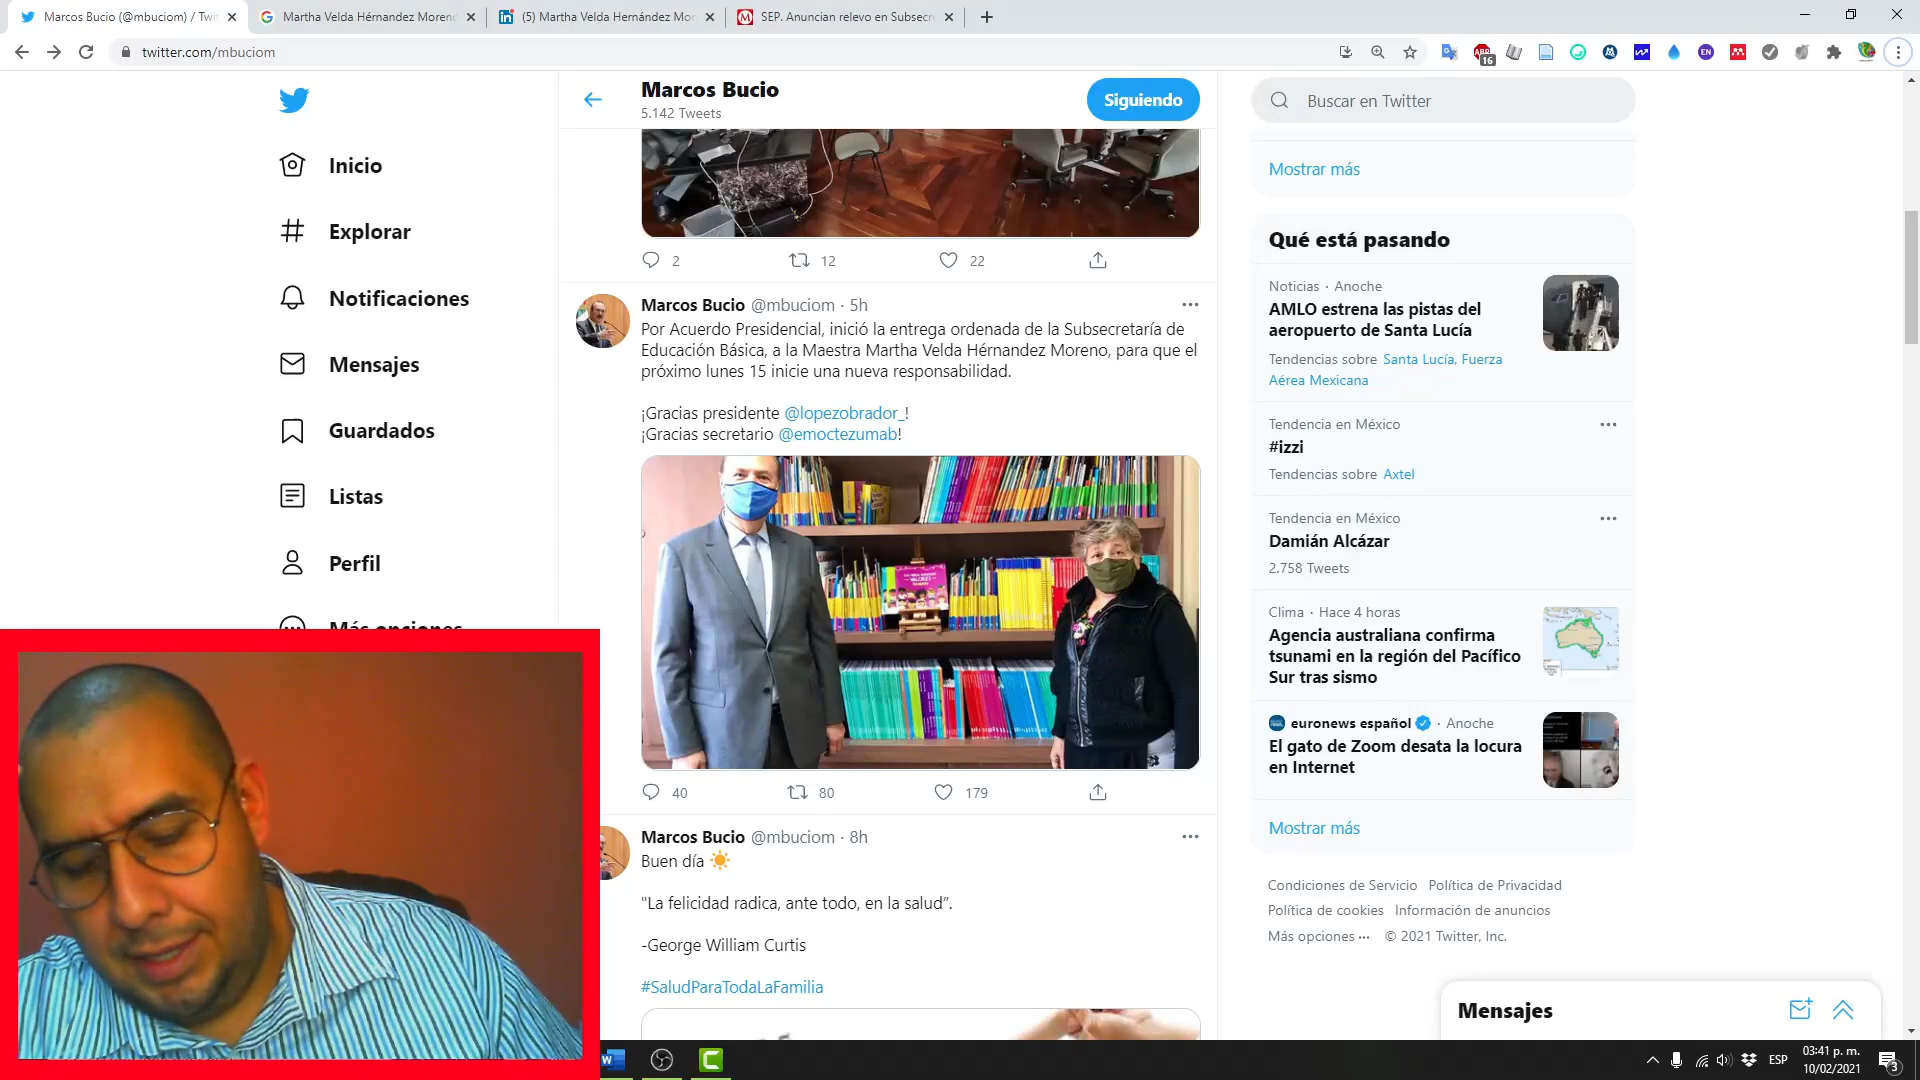 Marcos Bucio (@mbuciom) / Twi
Martha Velda Hérnandez Moreno
(5) Martha Velda Hernández Mor
SEP. Anuncian relevo en Subsecre
twitter.com/mbuciom
16
EN
Marcos Bucio
5.142 Tweets
Siguiendo
Inicio
Explorar
Notificaciones
Mensajes
Guardados
Listas
Perfil
Más opciones
2 12 22
Marcos Bucio @mbuciom · 5h
Por Acuerdo Presidencial, inició la entrega ordenada de la Subsecretaría de
Educación Básica, a la Maestra Martha Velda Hérnandez Moreno, para que el
próximo lunes 15 inicie una nueva responsabilidad.
¡Gracias presidente @lopezobrador_!
¡Gracias secretario @emoctezumab!
VALORES
40 80 179
Marcos Bucio @mbuciom · 8h
Buen día
"La felicidad radica, ante todo, en la salud”.
-George William Curtis
#SaludParaTodaLaFamilia
Buscar en Twitter
Mostrar más
Qué está pasando
Noticias · Anoche
AMLO estrena las pistas del
aeropuerto de Santa Lucía
Tendencias sobre Santa Lucía, Fuerza
Aérea Mexicana
Tendencia en México
#izzi
Tendencias sobre Axtel
Tendencia en México
Damián Alcázar
2.758 Tweets
Clima · Hace 4 horas
Agencia australiana confirma
tsunami en la región del Pacífico
Sur tras sismo
euronews español · Anoche
El gato de Zoom desata la locura
en Internet
Mostrar más
Condiciones de Servicio Política de Privacidad
Política de cookies Información de anuncios
Más opciones ··· © 2021 Twitter, Inc.
Mensajes
ESP
03:41 p. m.
10/02/2021
3